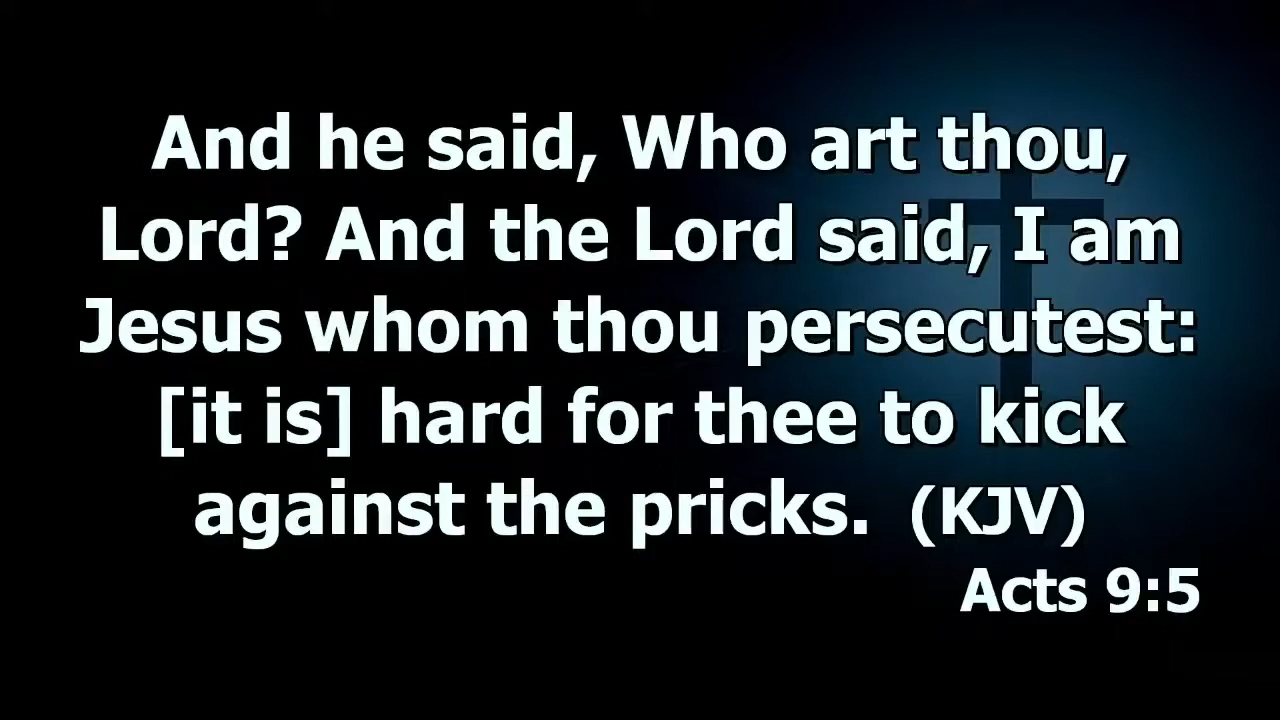 And he said, Who art thou,
Lord? And the Lord said, I am
Jesus whom thou persecutest:
[it is] hard for thee to kick
against the pricks. (KJV)
Acts 9:5